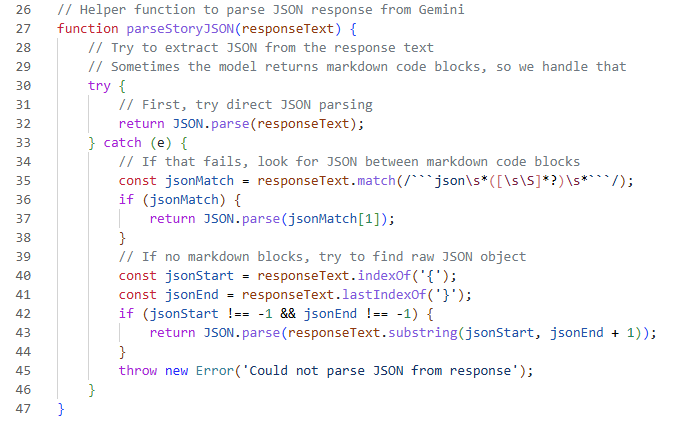 26 // Helper function to parse JSON response from Gemini
27 function parseStoryJSON(responseText) {
28     // Try to extract JSON from the response text
29     // Sometimes the model returns markdown code blocks, so we handle that
30     try {
31         // First, try direct JSON parsing
32         return JSON.parse(responseText);
33     } catch (e) {
34         // If that fails, look for JSON between markdown code blocks
35         const jsonMatch = responseText.match(/```json\s*([\s\S]*?)\s*```/);
36         if (jsonMatch) {
37             return JSON.parse(jsonMatch[1]);
38         }
39         // If no markdown blocks, try to find raw JSON object
40         const jsonStart = responseText.indexOf('{');
41         const jsonEnd = responseText.lastIndexOf('}');
42         if (jsonStart !== -1 && jsonEnd !== -1) {
43             return JSON.parse(responseText.substring(jsonStart, jsonEnd + 1));
44         }
45         throw new Error('Could not parse JSON from response');
46     }
47 }